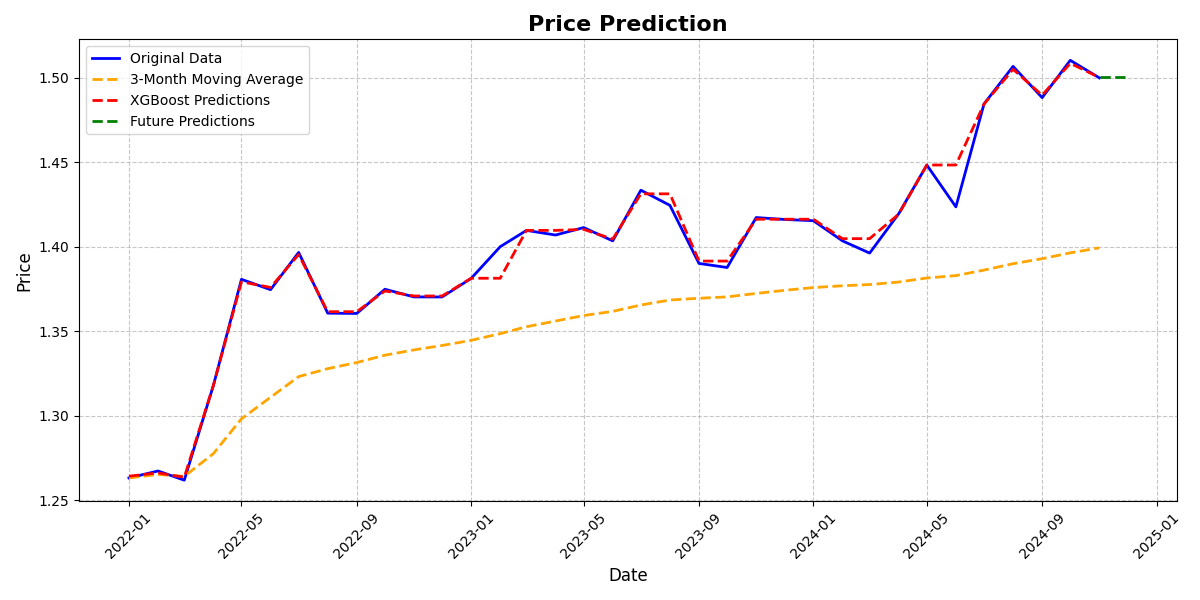 Price Prediction
Original Data
3-Month Moving Average
XGBoost Predictions
Future Predictions
Price
1.50
1.45
1.40
1.35
1.30
1.25
2022-01
2022-05
2022-09
2023-01
2023-05
2023-09
2024-01
2024-05
2024-09
2025-01
Date